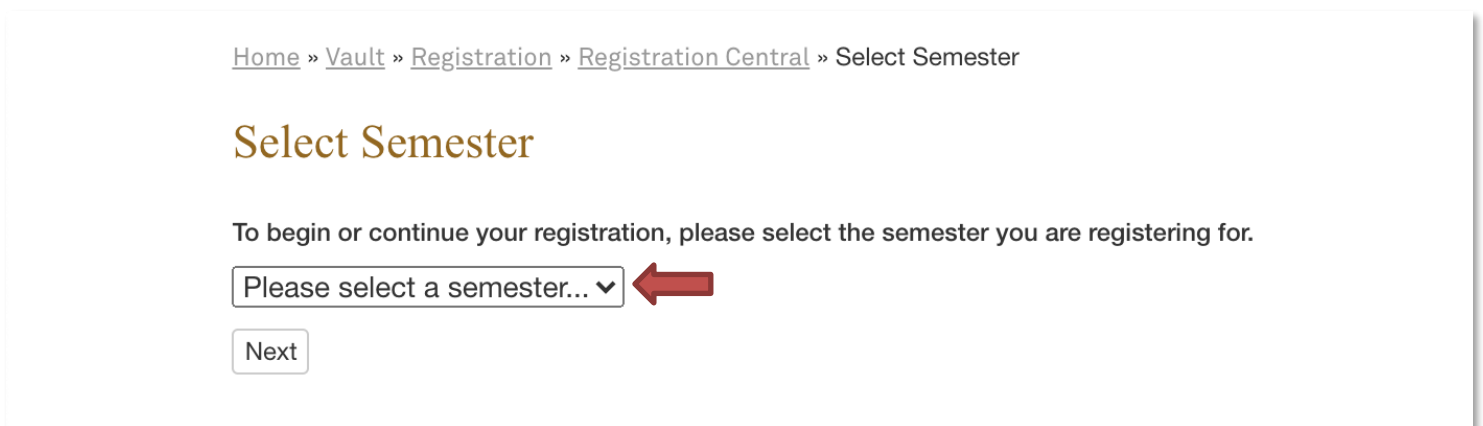 Home » Vault » Registration » Registration Central » Select Semester
Select Semester
To begin or continue your registration, please select the semester you are registering for.
Please select a semester...
Next